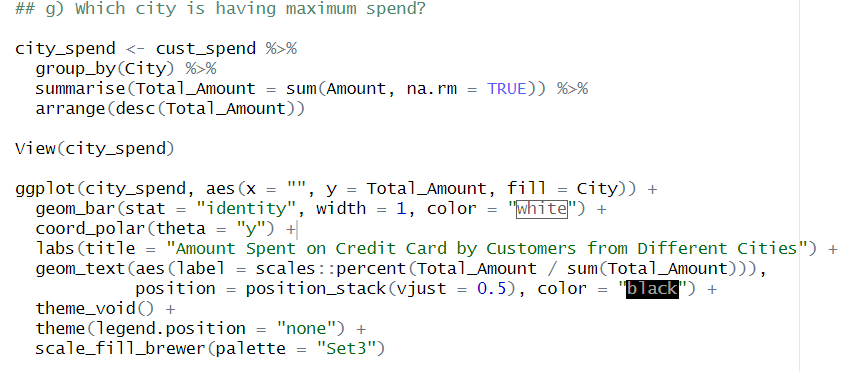 ## g) Which city is having maximum spend?
city_spend <- cust_spend %>%
group_by(City) %>%
summarise(Total_Amount = sum(Amount, na.rm = TRUE)) %>%
arrange(desc(Total_Amount))
View(city_spend)
ggplot(city_spend, aes(x = "", y = Total_Amount, fill = City)) +
geom_bar(stat = "identity", width = 1, color = "white") +
coord_polar(theta = "y") +
labs(title = "Amount Spent on Credit Card by Customers from Different Cities") +
geom_text(aes(label = scales::percent(Total_Amount / sum(Total_Amount))),
position = position_stack(vjust = 0.5), color = "black") +
theme_void() +
theme(legend.position = "none") +
scale_fill_brewer(palette = "Set3")